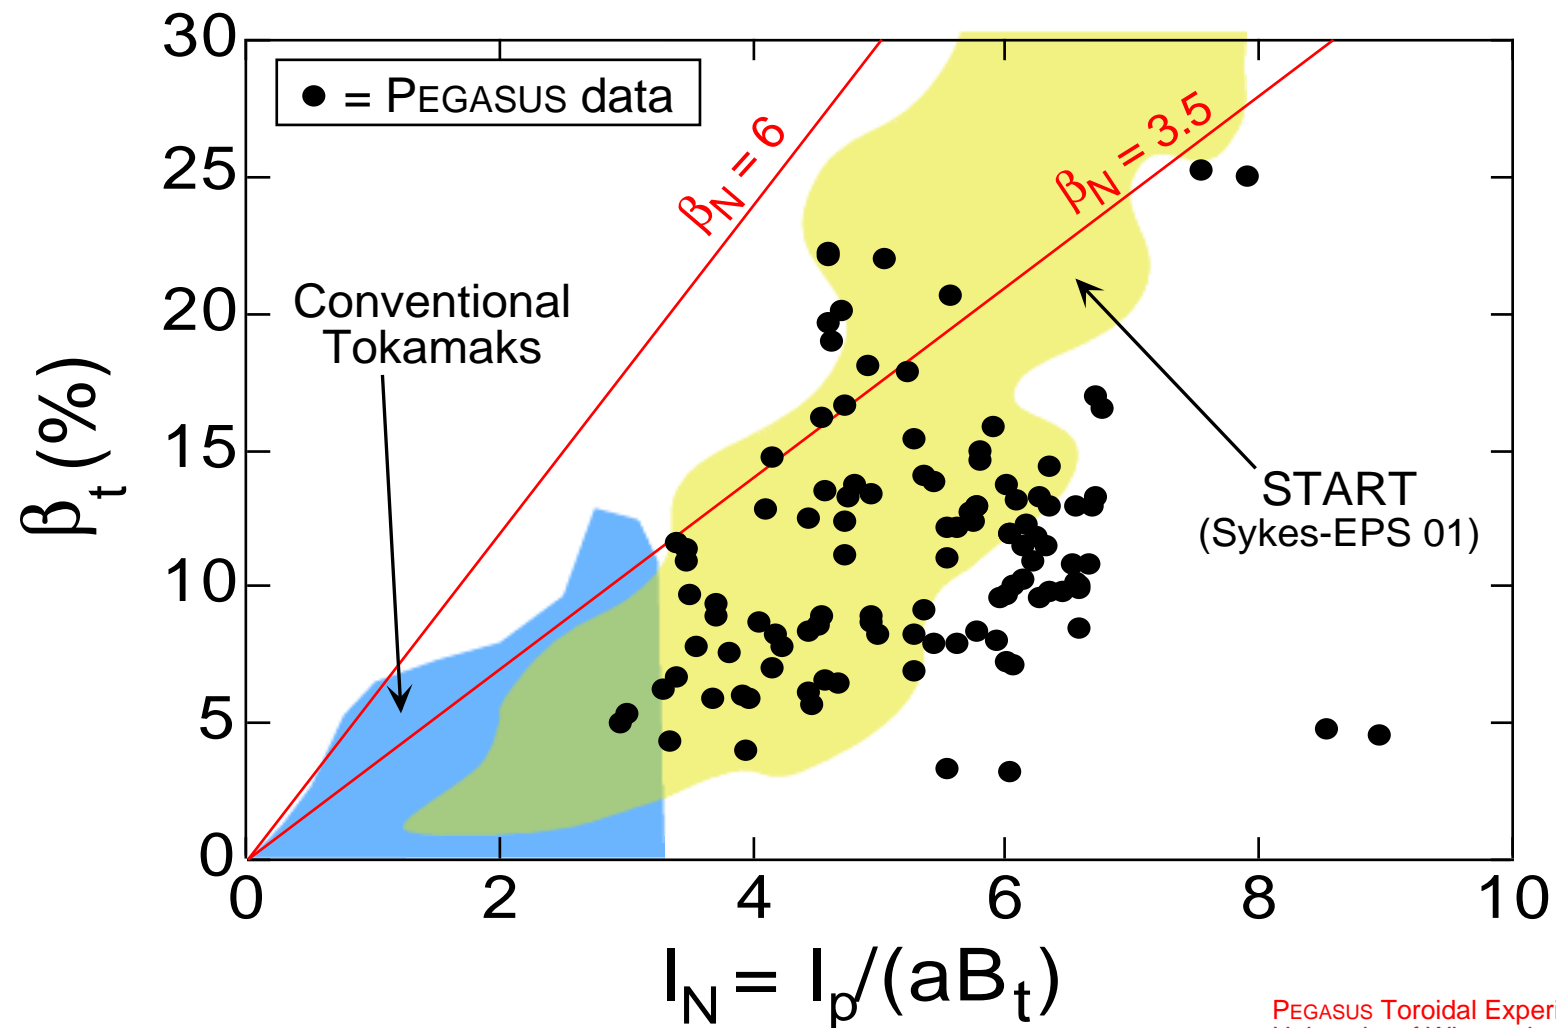 30
25
20
15
10
5
0
β_t (%)
● = PEGASUS data
β_N = 6
β_N = 3.5
Conventional
Tokamaks
START
(Sykes-EPS 01)
0 2 4 6 8 10
I_N = I_p/(aB_t)
PEGASUS Toroidal Experi